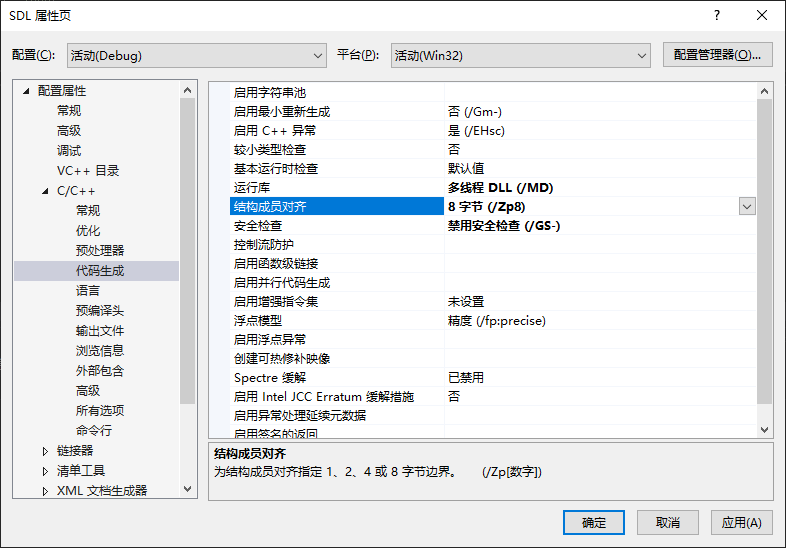 SDL 属性页
配置(C): 活动(Debug) 平台(P): 活动(Win32) 配置管理器(O)...
配置属性
常规
高级
调试
VC++ 目录
C/C++
常规
优化
预处理器
代码生成
语言
预编译头
输出文件
浏览信息
外部包含
高级
所有选项
命令行
链接器
清单工具
XML 文档生成器
启用字符串池
启用最小重新生成 否 (/Gm-)
启用 C++ 异常 是 (/EHsc)
较小类型检查 否
基本运行时检查 默认值
运行库 多线程 DLL (/MD)
结构成员对齐 8 字节 (/Zp8)
安全检查 禁用安全检查 (/GS-)
控制流防护
启用函数级链接
启用并行代码生成
启用增强指令集 未设置
浮点模型 精度 (/fp:precise)
启用浮点异常
创建可热修补映像
Spectre 缓解 已禁用
启用 Intel JCC Erratum 缓解措施 否
启用异常处理延续元数据
启用签名的返回
结构成员对齐
为结构成员对齐指定 1、2、4 或 8 字节边界。 (/Zp[数字])
确定 取消 应用(A)